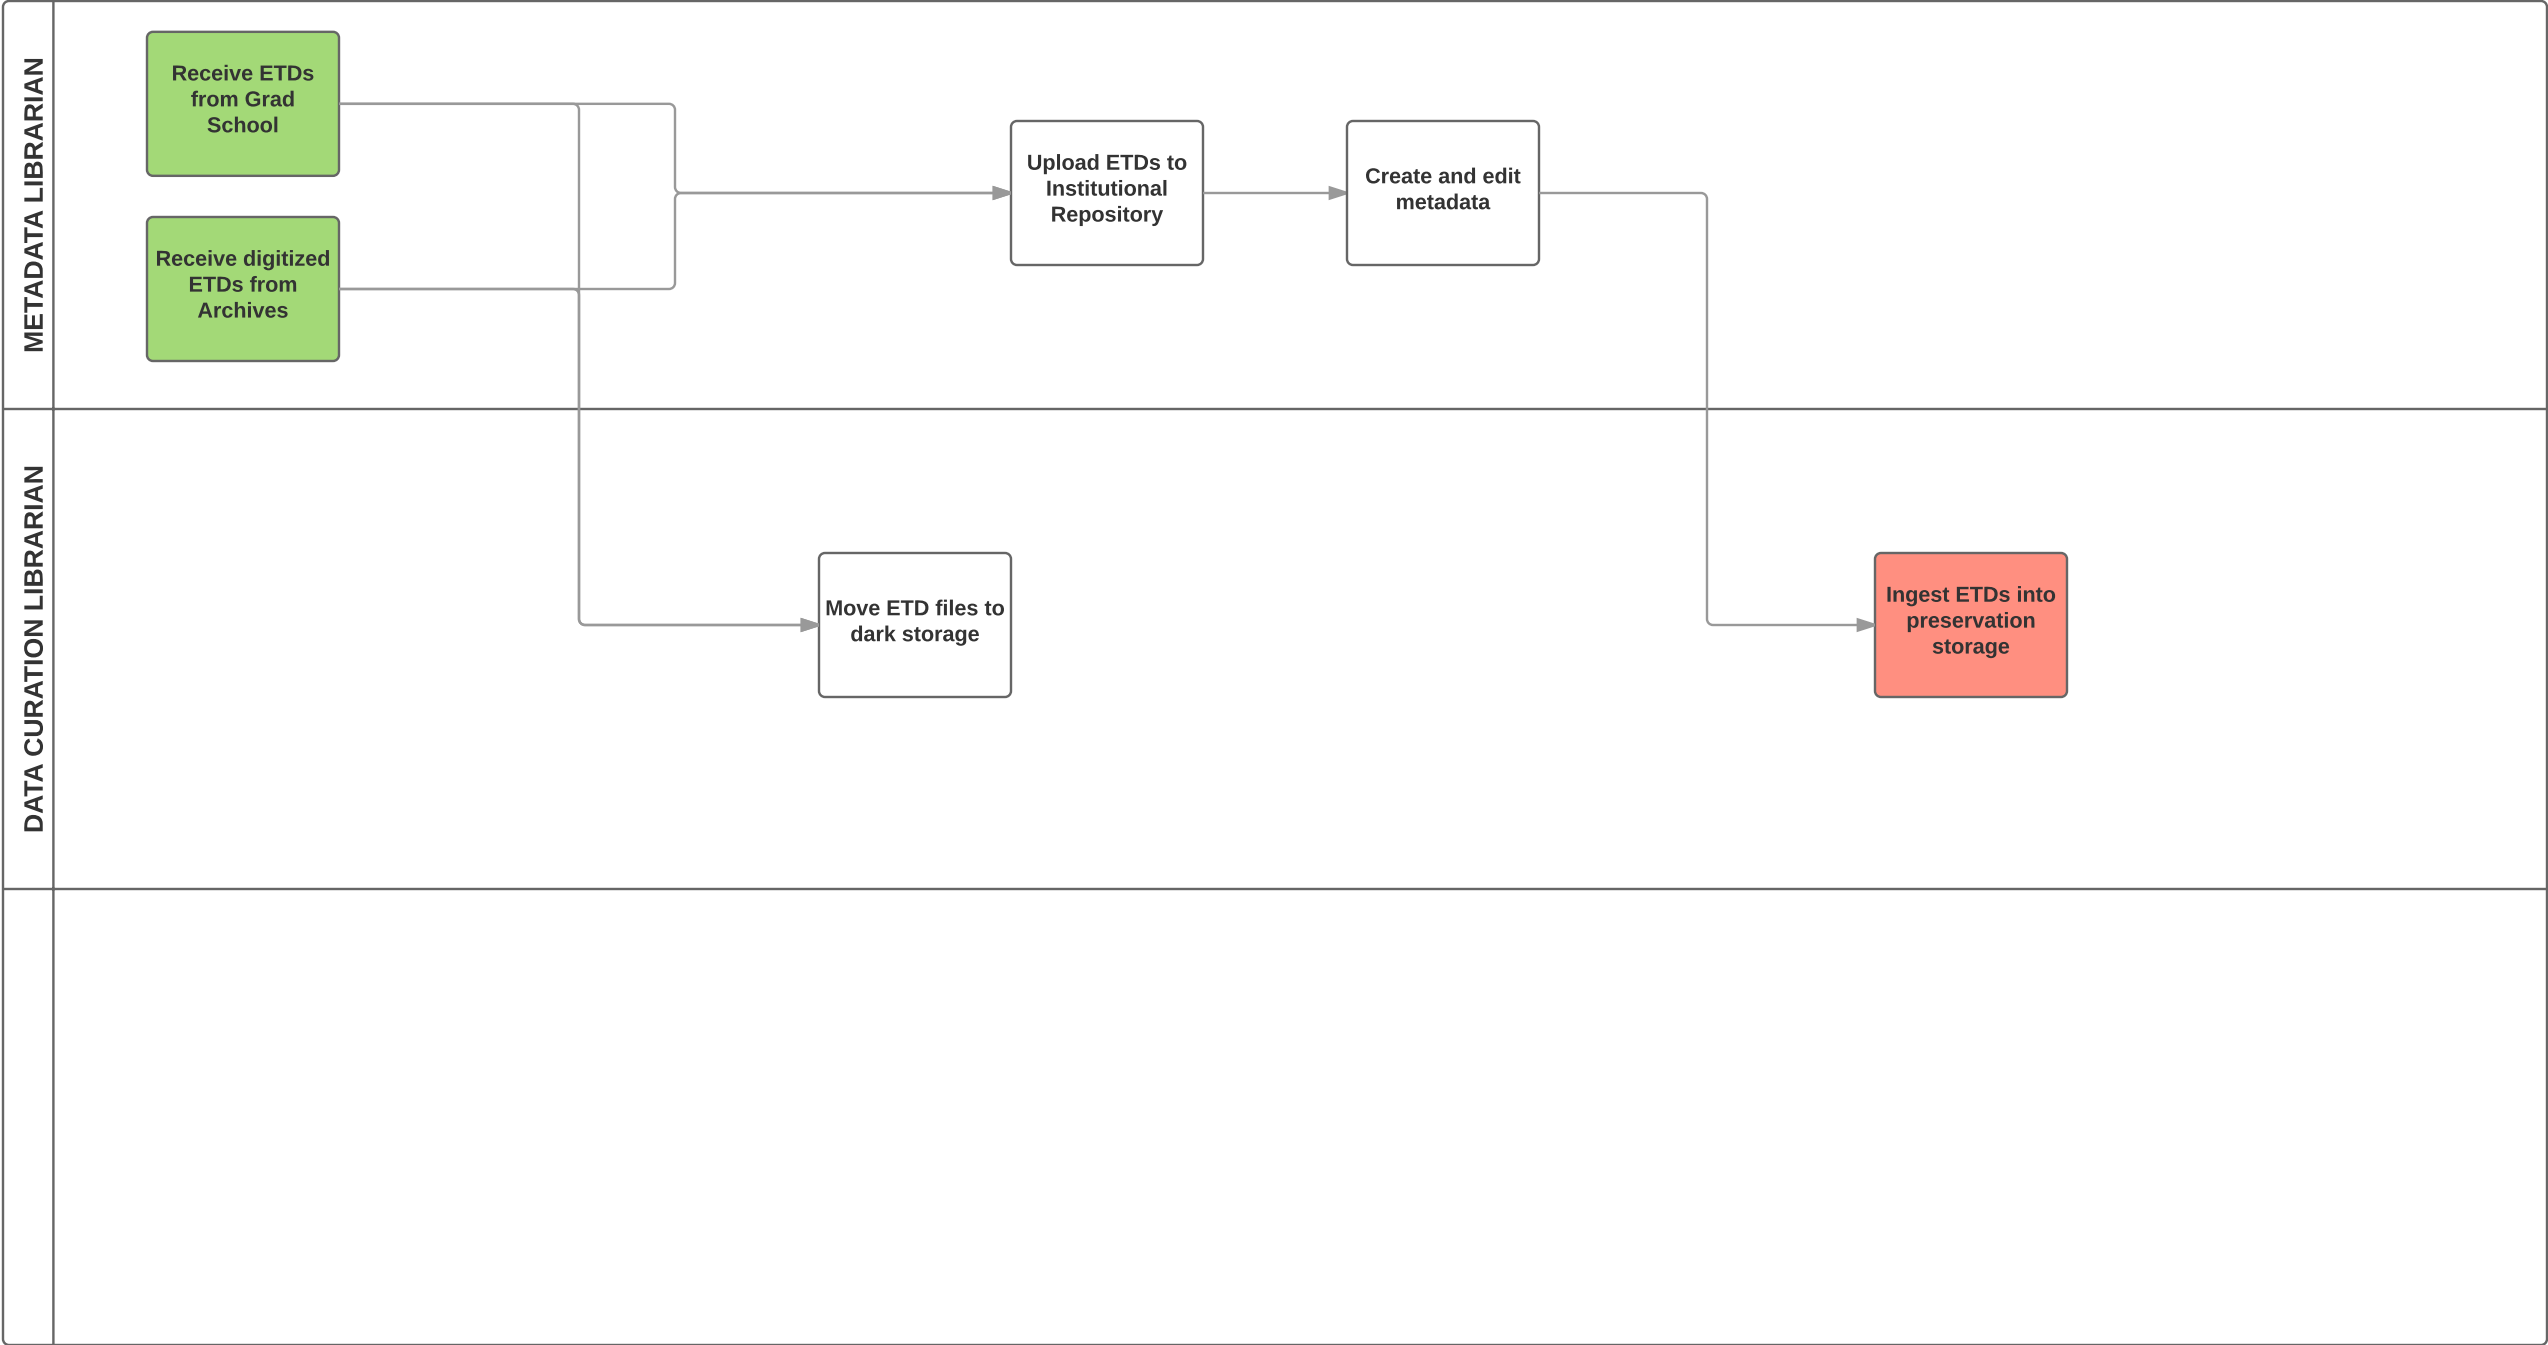 METADATA LIBRARIAN
Receive ETDs
from Grad
School
Receive digitized
ETDs from
Archives
Upload ETDs to
Institutional
Repository
Create and edit
metadata
DATA CURATION LIBRARIAN
Move ETD files to
dark storage
Ingest ETDs into
preservation
storage